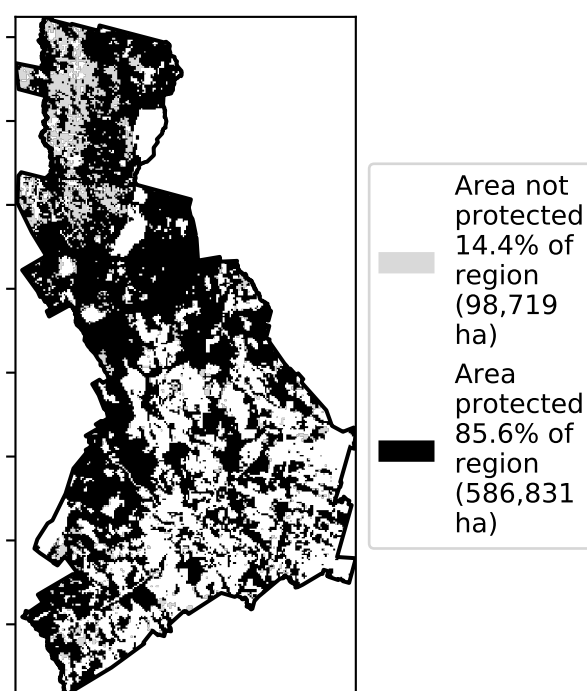 Area not
protected
14.4% of
region
(98,719
ha)
Area
protected
85.6% of
region
(586,831
ha)